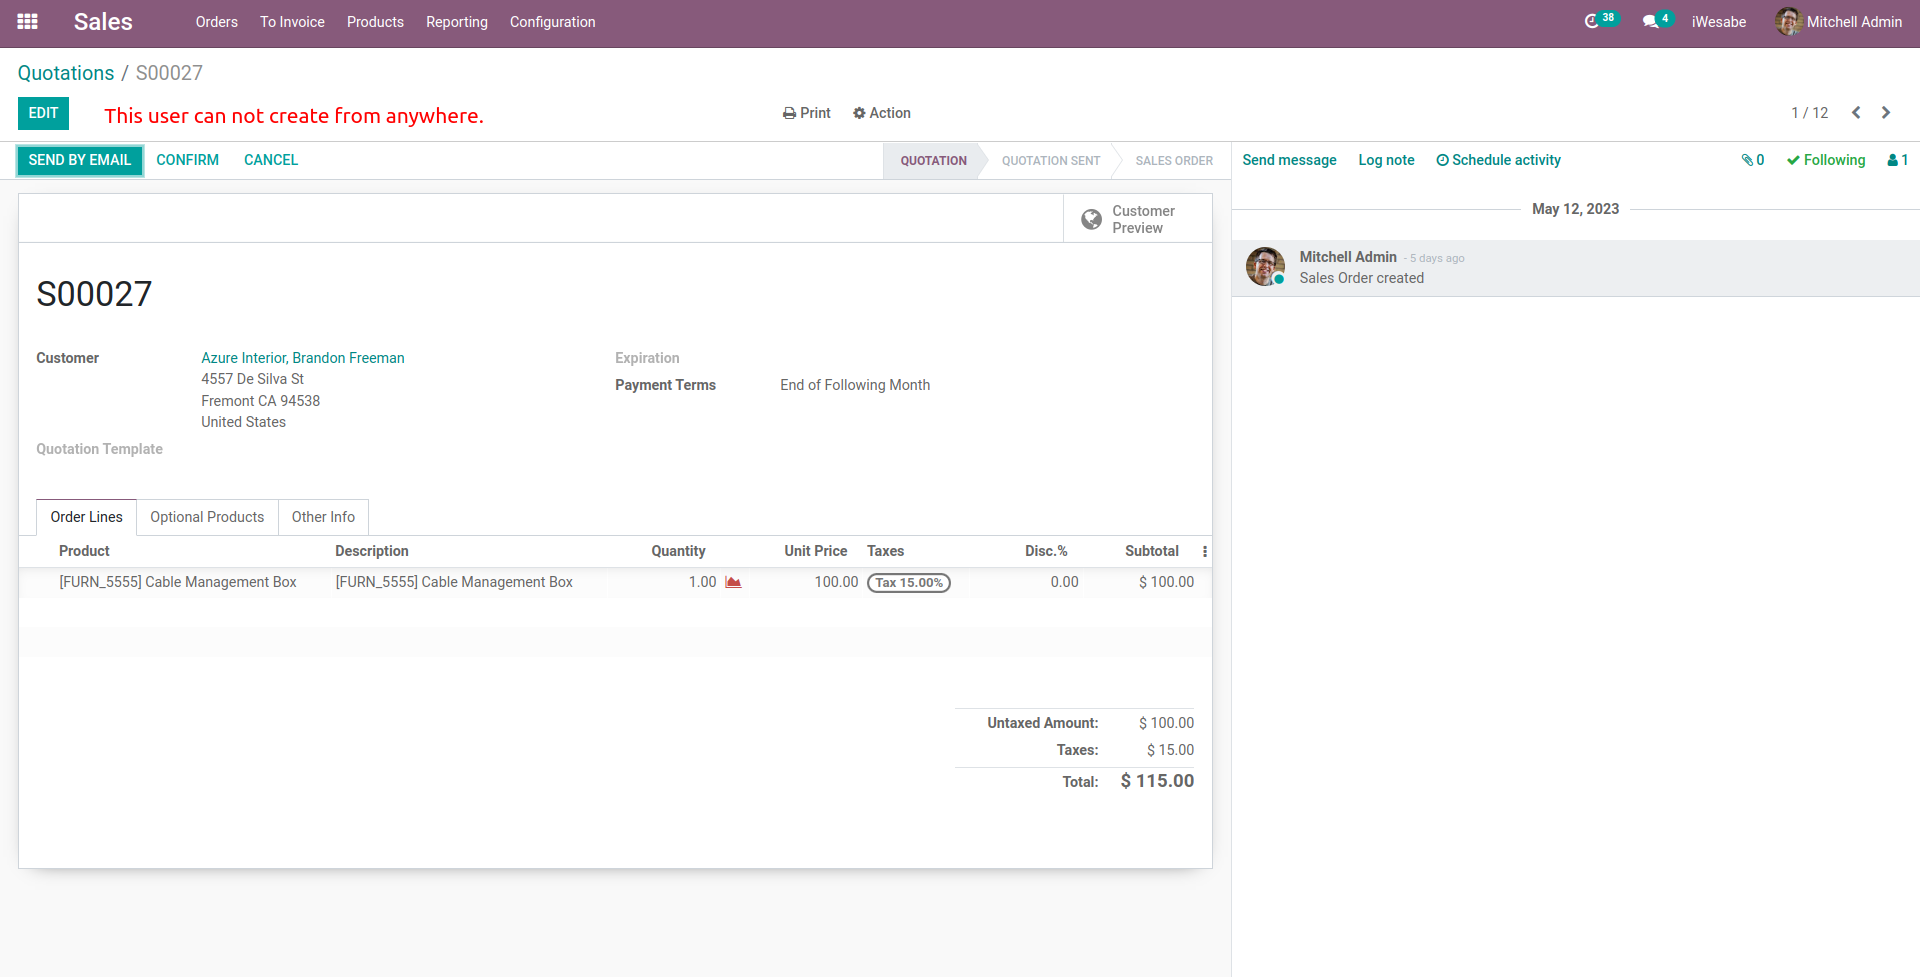 Sales Orders To Invoice Products Reporting Configuration 38 4 iWesabe Mitchell Admin
Quotations / S00027
EDIT This user can not create from anywhere. Print Action 1 / 12
SEND BY EMAIL CONFIRM CANCEL QUOTATION QUOTATION SENT SALES ORDER Send message Log note Schedule activity 0 Following 1
May 12, 2023
Customer
Preview
Mitchell Admin - 5 days ago
Sales Order created
S00027
Customer Azure Interior, Brandon Freeman
4557 De Silva St
Fremont CA 94538
United States
Expiration
Payment Terms End of Following Month
Quotation Template
Order Lines Optional Products Other Info
Product Description Quantity Unit Price Taxes Disc.% Subtotal
[FURN_5555] Cable Management Box [FURN_5555] Cable Management Box 1.00 100.00 Tax 15.00% 0.00 $ 100.00
Untaxed Amount: $ 100.00
Taxes: $ 15.00
Total: $ 115.00